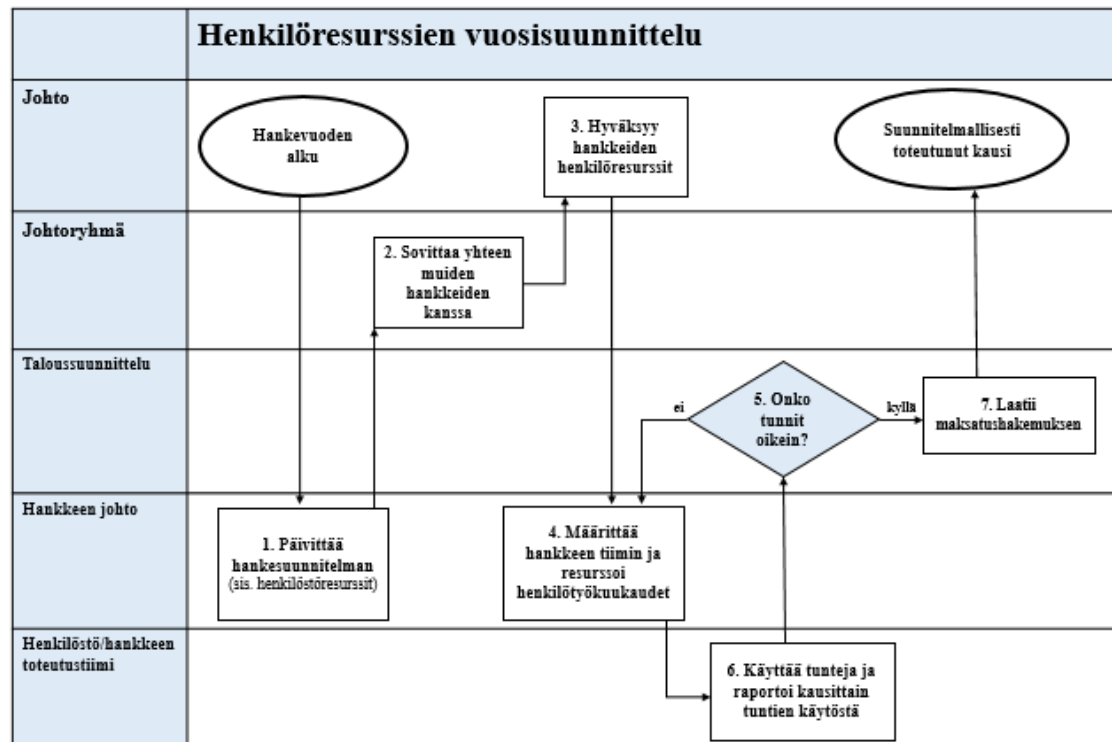 Henkilöresurssien vuosisuunnittelu
Johto
Hankevuoden
alku
3. Hyväksyy
hankkeiden
henkilöresurssit
Suunnitelmallisesti
toteutunut kausi
Johtoryhmä
2. Sovittaa yhteen
muiden
hankkeiden
kanssa
Taloussuunnittelu
ei
5. Onko
tunnit
oikein?
kyllä
7. Laatii
maksatushakemuksen
Hankkeen johto
1. Päivittää
hankesuunnitelman
(sis. henkilöstöresurssit)
4. Määrittää
hankkeen tiimin ja
resurssoi
henkilötyökuukaudet
Henkilöstö/hankkeen
toteutustiimi
6. Käyttää tunteja ja
raportoi kausittain
tuntien käytöstä